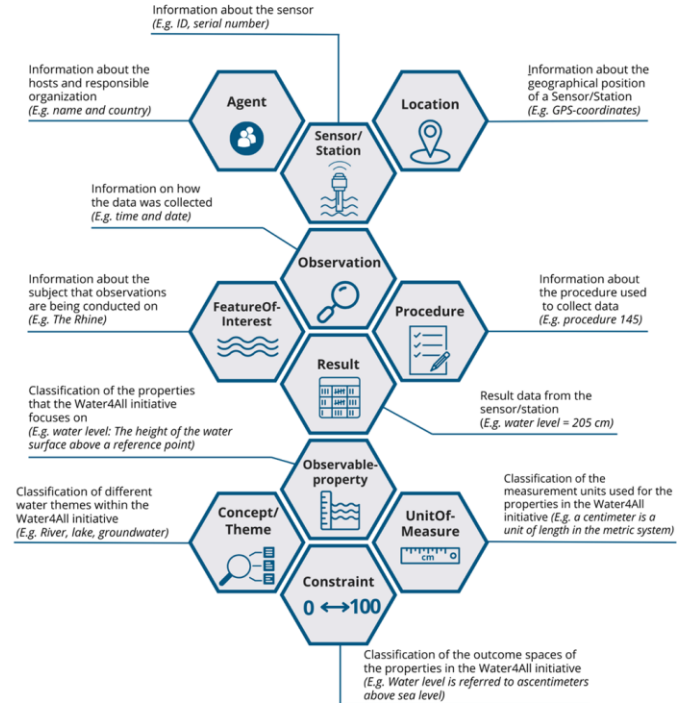 Information about the sensor
(E.g. ID, serial number)
Information about the
hosts and responsible
organization
(E.g. name and country)
Agent
Sensor/
Station
Location
Information about the
geographical position
of a Sensor/Station
(E.g. GPS-coordinates)
Information on how
the data was collected
(E.g. time and date)
Observation
Information about the
subject that observations
are being conducted on
(E.g. The Rhine)
FeatureOf-
Interest
Procedure
Information about
the procedure used
to collect data
(E.g. procedure 145)
Result
Classification of the properties
that the Water4All initiative
focuses on
(E.g. water level: The height of the water
surface above a reference point)
Result data from the
sensor/station
(E.g. water level = 205 cm)
Observable-
property
Classification of different
water themes within the
Water4All initiative
(E.g. River, lake, groundwater)
Concept/
Theme
UnitOf-
Measure
cm
Classification of the
measurement units used for the
properties in the Water4All
initiative (E.g. a centimeter is a
unit of length in the metric system)
Constraint
0 ↔100
Classification of the outcome spaces of
the properties in the Water4All initiative
(E.g. Water level is referred to ascentimeters
above sea level)